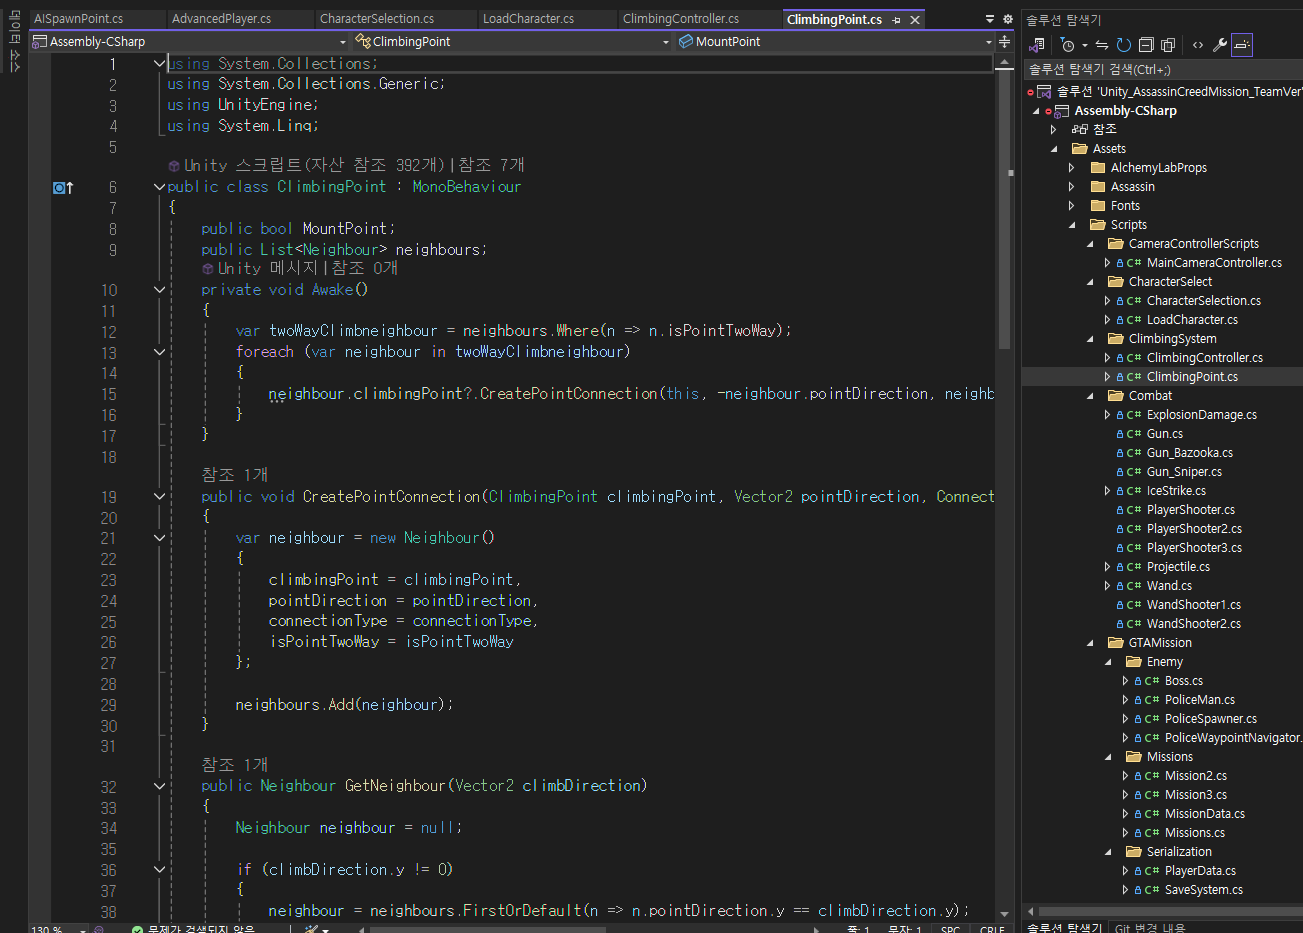 데이터 소스
AISpawnPoint.cs
AdvancedPlayer.cs
CharacterSelection.cs
LoadCharacter.cs
ClimbingController.cs
ClimbingPoint.cs
Assembly-CSharp
ClimbingPoint
MountPoint
1 using System.Collections;
2 using System.Collections.Generic;
3 using UnityEngine;
4 using System.Linq;
5
Unity 스크립트(자산 참조 392개)|참조 7개
6 public class ClimbingPoint : MonoBehaviour
7 {
8 public bool MountPoint;
9 public List<Neighbour> neighbours;
Unity 메시지|참조 0개
10 private void Awake()
11 {
12 var twoWayClimbneighbour = neighbours.Where(n => n.isPointTwoWay);
13 foreach (var neighbour in twoWayClimbneighbour)
14 {
15 neighbour.climbingPoint?.CreatePointConnection(this, -neighbour.pointDirection, neighb
16 }
17 }
18
참조 1개
19 public void CreatePointConnection(ClimbingPoint climbingPoint, Vector2 pointDirection, Connect
20 {
21 var neighbour = new Neighbour()
22 {
23 climbingPoint = climbingPoint,
24 pointDirection = pointDirection,
25 connectionType = connectionType,
26 isPointTwoWay = isPointTwoWay
27 };
28
29 neighbours.Add(neighbour);
30 }
31
참조 1개
32 public Neighbour GetNeighbour(Vector2 climbDirection)
33 {
34 Neighbour neighbour = null;
35
36 if (climbDirection.y != 0)
37 {
38 neighbour = neighbours.FirstOrDefault(n => n.pointDirection.y == climbDirection.y);
130 %
문제가 검색되지 않음
줄: 1
문자: 1
SPC
CRLF
솔루션 탐색기
솔루션 탐색기 검색(Ctrl+;)
솔루션 'Unity_AssassinCreedMission_TeamVer'
Assembly-CSharp
참조
Assets
AlchemyLabProps
Assassin
Fonts
Scripts
CameraControllerScripts
C# MainCameraController.cs
CharacterSelect
C# CharacterSelection.cs
C# LoadCharacter.cs
ClimbingSystem
C# ClimbingController.cs
C# ClimbingPoint.cs
Combat
C# ExplosionDamage.cs
C# Gun.cs
C# Gun_Bazooka.cs
C# Gun_Sniper.cs
C# IceStrike.cs
C# PlayerShooter.cs
C# PlayerShooter2.cs
C# PlayerShooter3.cs
C# Projectile.cs
C# Wand.cs
C# WandShooter1.cs
C# WandShooter2.cs
GTAMission
Enemy
C# Boss.cs
C# PoliceMan.cs
C# PoliceSpawner.cs
C# PoliceWaypointNavigator.
Missions
C# Mission2.cs
C# Mission3.cs
C# MissionData.cs
C# Missions.cs
Serialization
C# PlayerData.cs
C# SaveSystem.cs
솔루션 탐색기
Git 변경 내용